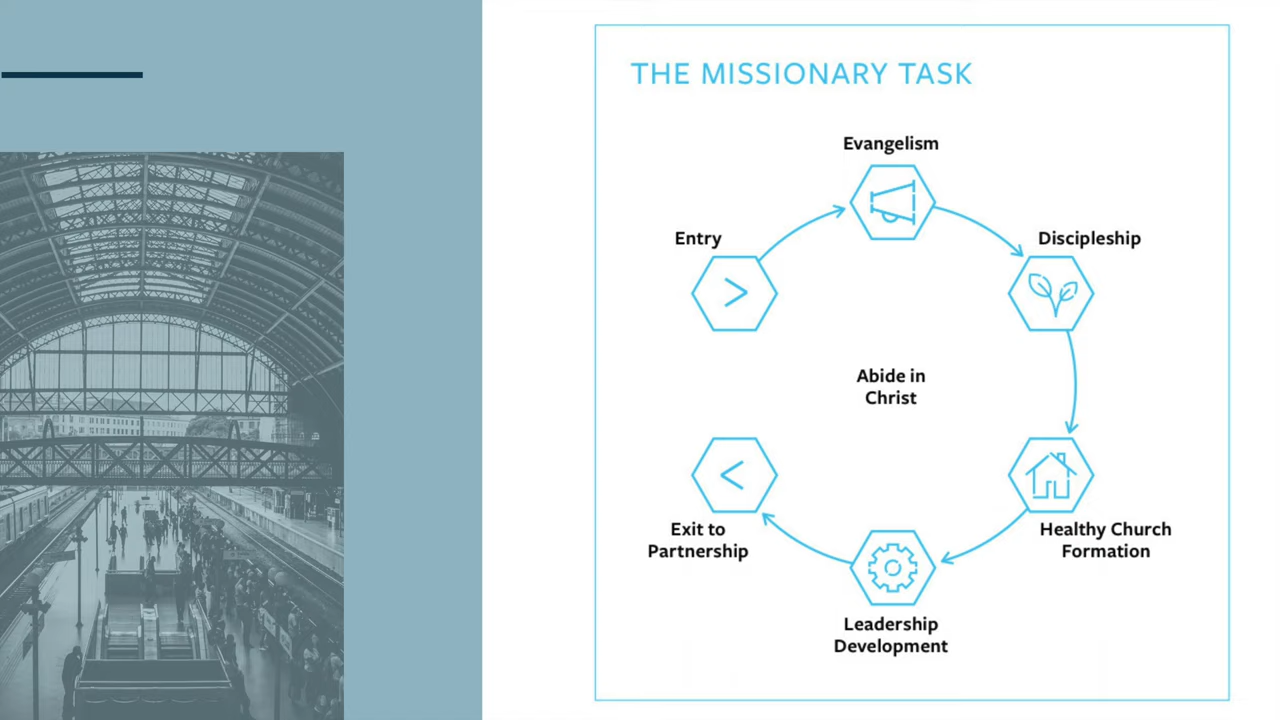 THE MISSIONARY TASK
Evangelism
Entry
Discipleship
Abide in
Christ
Exit to
Partnership
Healthy Church
Formation
Leadership
Development